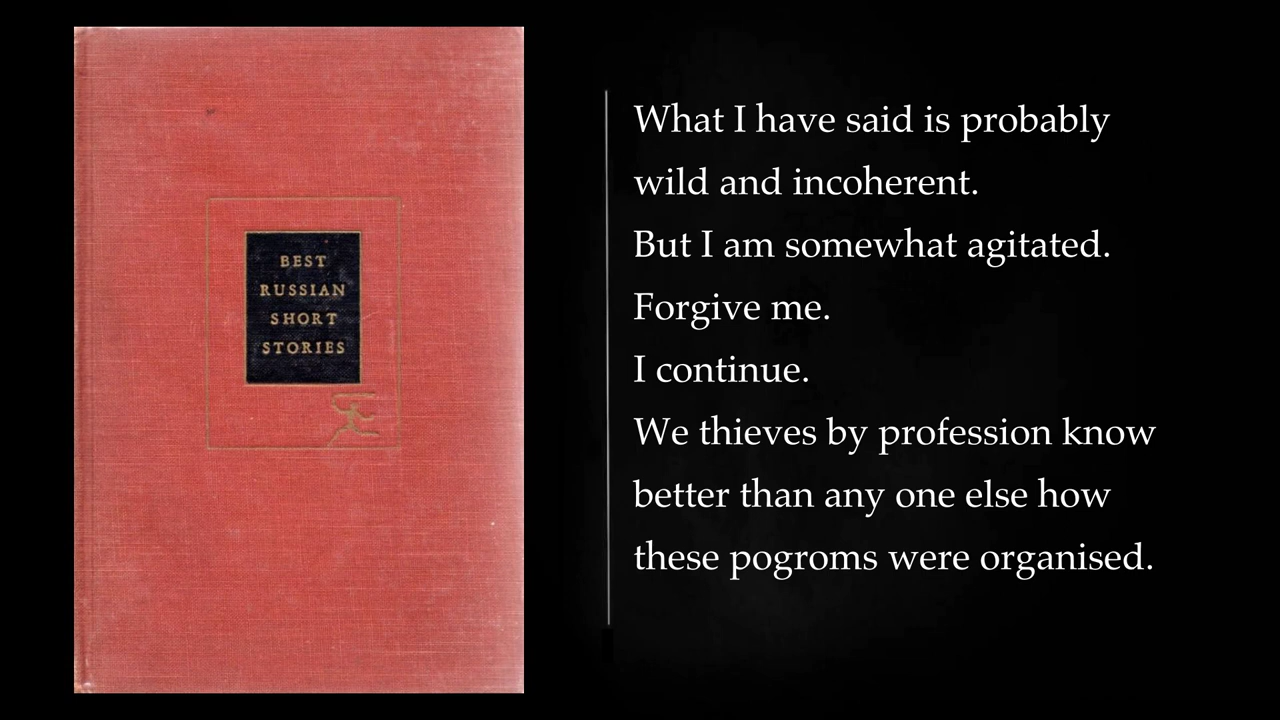 BEST
RUSSIAN
SHORT
STORIES
What I have said is probably
wild and incoherent.
But I am somewhat agitated.
Forgive me.
I continue.
We thieves by profession know
better than any one else how
these pogroms were organised.